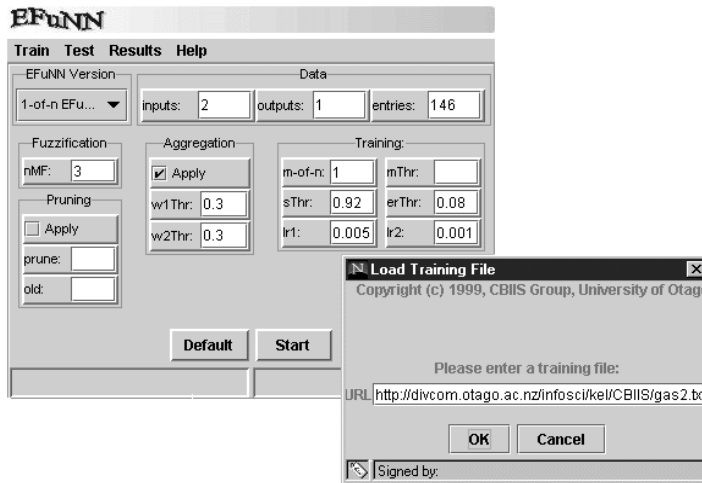 EFuNN
Train Test Results Help
EFuNN Version
1-of-n EFu...
Data
inputs: 2 outputs: 1 entries: 146
Fuzzification
nMF: 3
Pruning
Apply
prune:
old:
Aggregation
Apply
w1Thr: 0.3
w2Thr: 0.3
Training:
m-of-n: 1 mThr:
sThr: 0.92 erThr: 0.08
lr1: 0.005 lr2: 0.001
Default Start
Load Training File
Copyright (c) 1999, CBIIS Group, University of Otag
Please enter a training file:
URL http://divcom.otago.ac.nz/infosci/kel/CBIIS/gas2.tx
OK Cancel
Signed by: